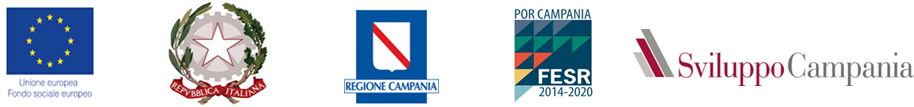 Unione europea
Fondo sociale europeo
REPVBBLICA ITALIANA
REGIONE CAMPANIA
POR CAMPANIA
FESR
2014-2020
SviluppoCampania